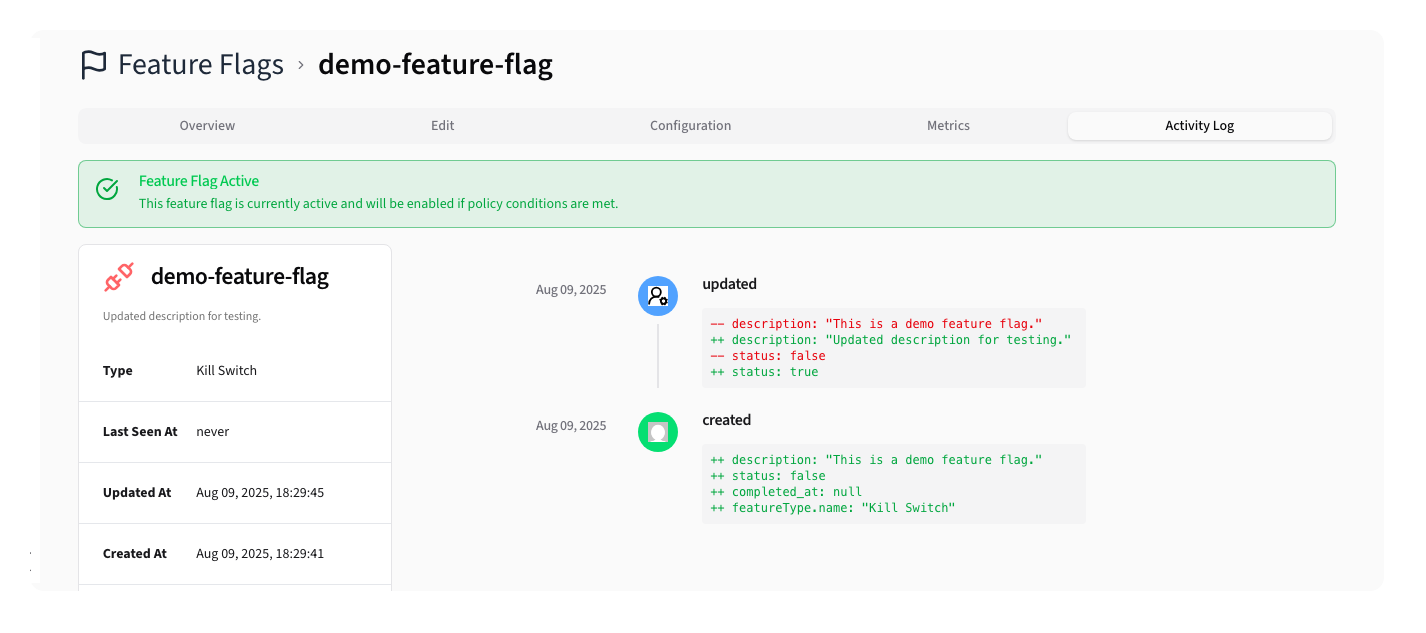 Feature Flags › demo-feature-flag
Overview Edit Configuration Metrics Activity Log
Feature Flag Active
This feature flag is currently active and will be enabled if policy conditions are met.
demo-feature-flag
Updated description for testing.
Type Kill Switch
Last Seen At never
Updated At Aug 09, 2025, 18:29:45
Created At Aug 09, 2025, 18:29:41
Aug 09, 2025 updated
-- description: "This is a demo feature flag."
++ description: "Updated description for testing."
-- status: false
++ status: true
Aug 09, 2025 created
++ description: "This is a demo feature flag."
++ status: false
++ completed_at: null
++ featureType.name: "Kill Switch"